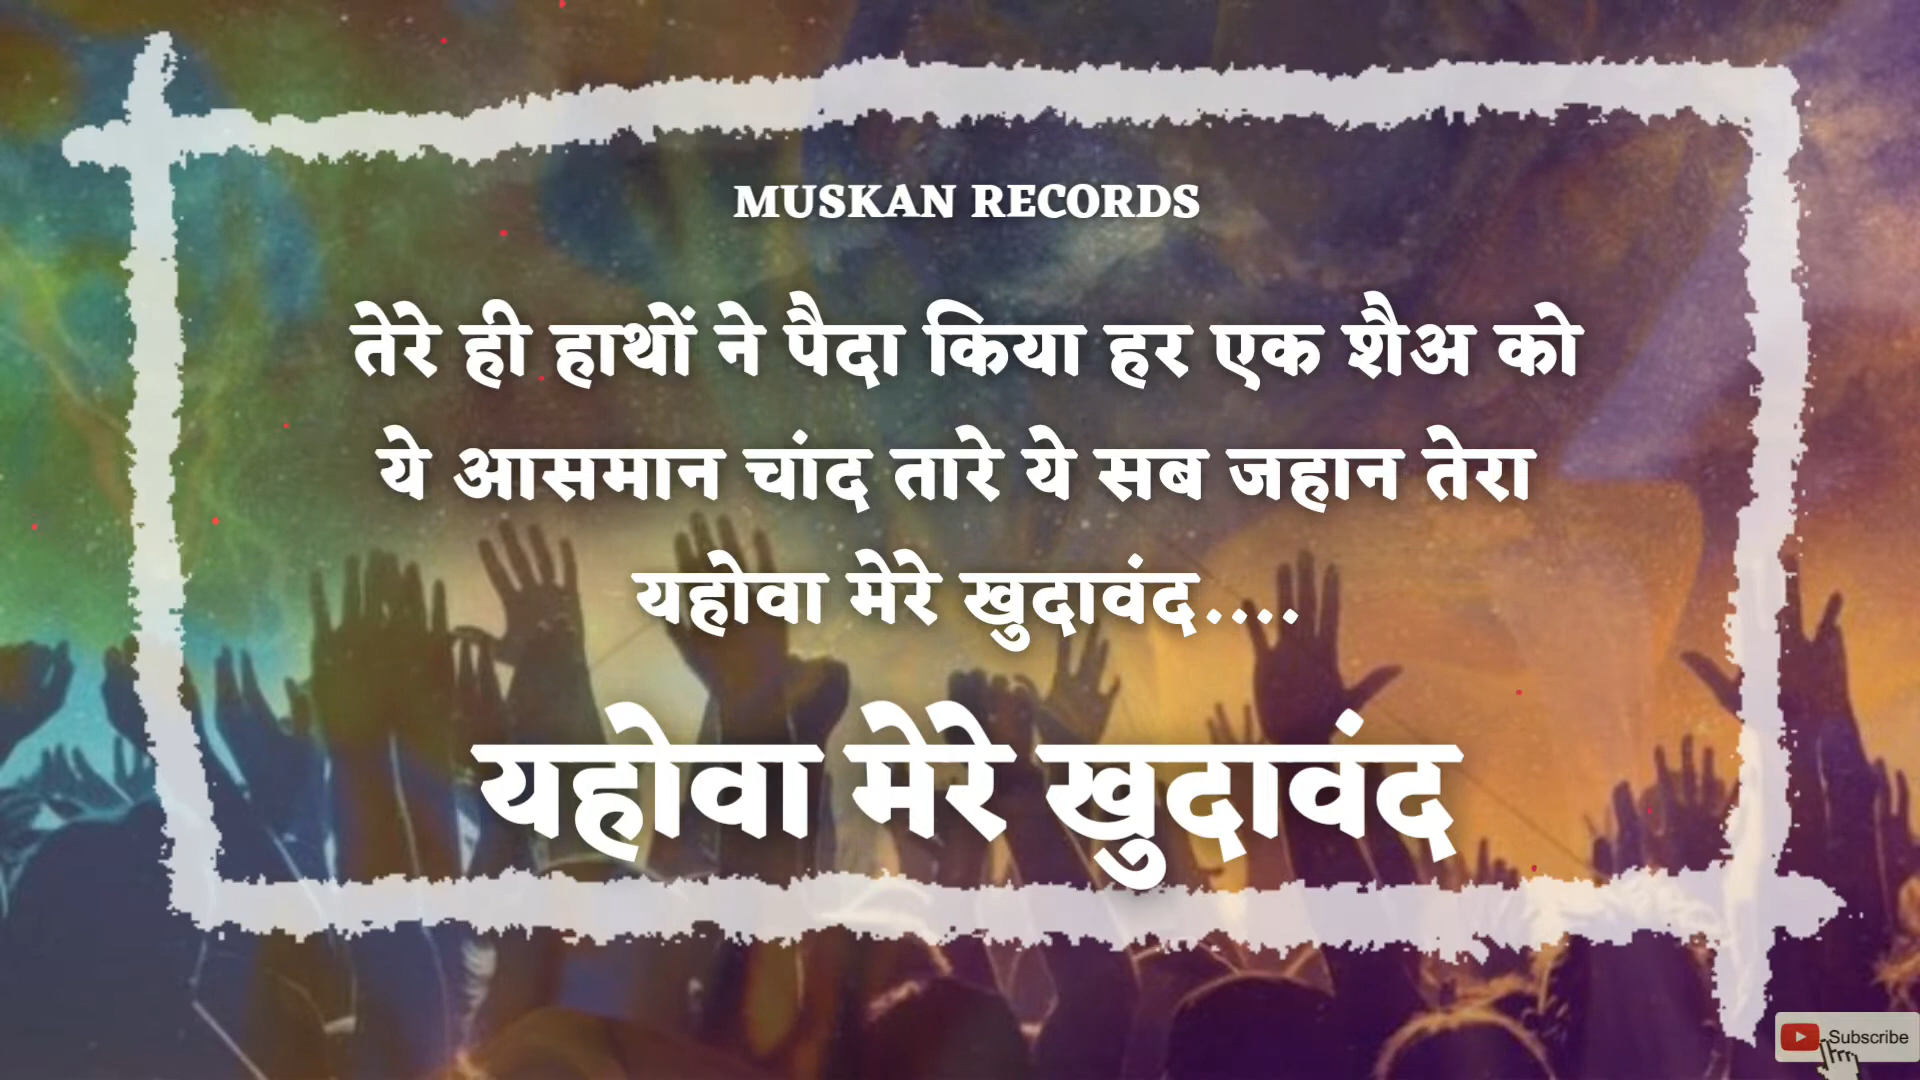 MUSKAN RECORDS
तेरे ही हाथों ने पैदा किया हर एक शैअ को
ये आसमान चांद तारे ये सब जहान तेरा
यहोवा मेरे खुदावंद....
यहोवा मेरे खुदावंद
Subscribe